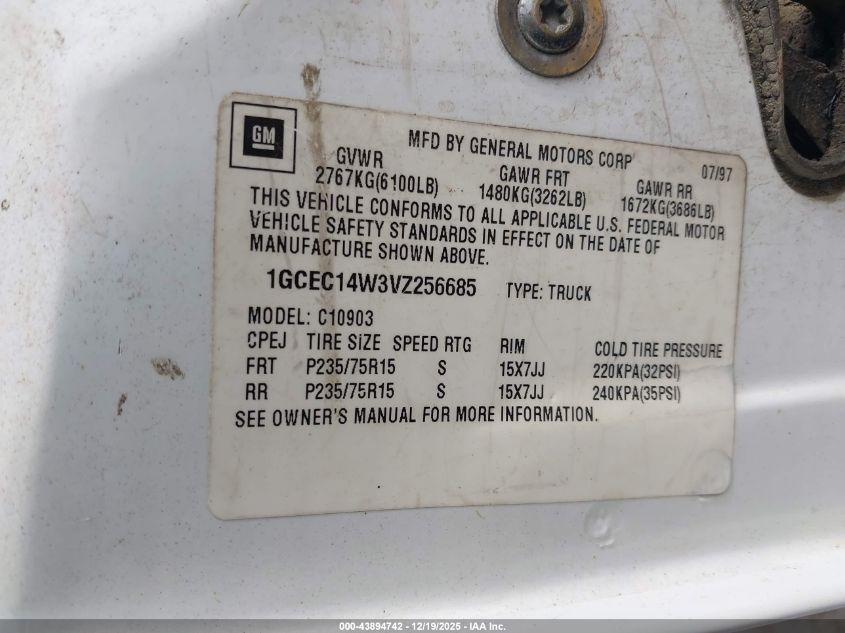 GM
MFD BY GENERAL MOTORS CORP 07/97
GVWR GAWR FRT GAWR RR
2767KG(6100LB) 1480KG(3262LB) 1672KG(3686LB)
THIS VEHICLE CONFORMS TO ALL APPLICABLE U.S. FEDERAL MOTOR
VEHICLE SAFETY STANDARDS IN EFFECT ON THE DATE OF
MANUFACTURE SHOWN ABOVE.
1GCEC14W3VZ256685 TYPE: TRUCK
MODEL: C10903
CPEJ TIRE SIZE SPEED RTG RIM COLD TIRE PRESSURE
FRT P235/75R15 S 15X7JJ 220KPA(32PSI)
RR P235/75R15 S 15X7JJ 240KPA(35PSI)
SEE OWNER'S MANUAL FOR MORE INFORMATION.
000-43894742 - 12/19/2025 - IAA Inc.